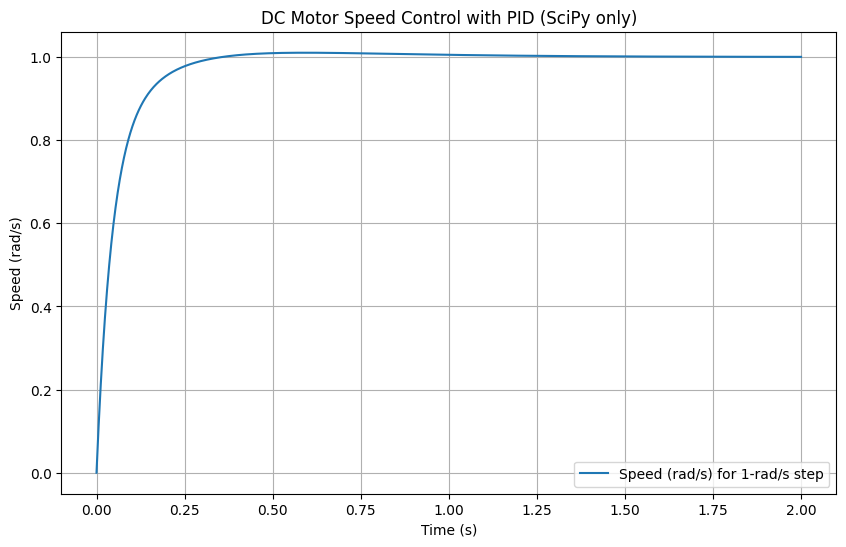 DC Motor Speed Control with PID (SciPy only)
1.0
0.8
0.6
0.4
0.2
0.0
Speed (rad/s)
Speed (rad/s) for 1-rad/s step
0.00 0.25 0.50 0.75 1.00 1.25 1.50 1.75 2.00
Time (s)